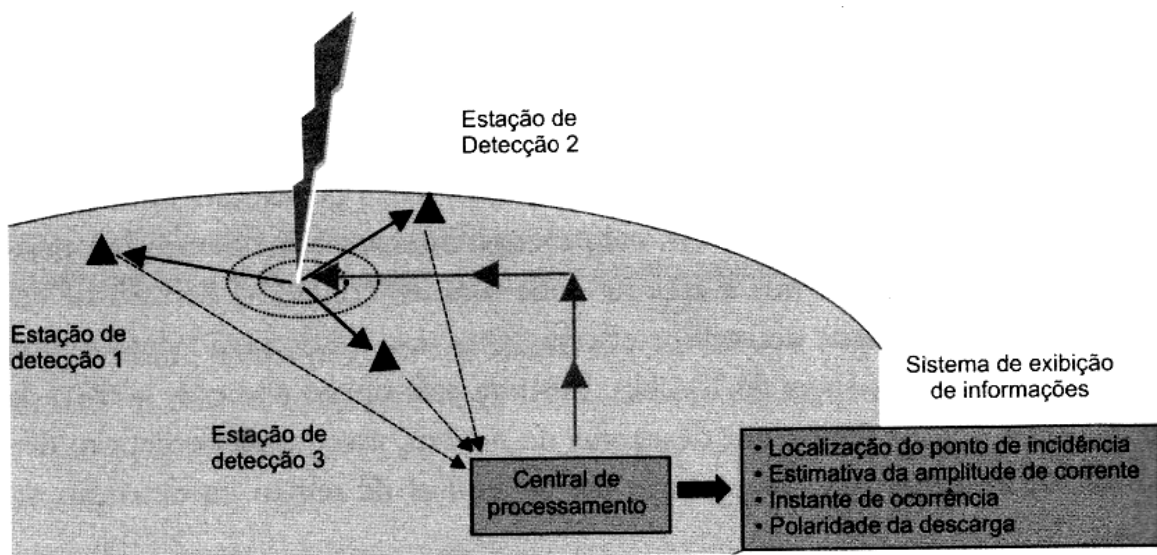 Estação de
Detecção 2
Estação de
detecção 1
Estação de
detecção 3
Central de
processamento
Sistema de exibição
de informações
• Localização do ponto de incidência
• Estimativa da amplitude de corrente
• Instante de ocorrência
• Polaridade da descarga